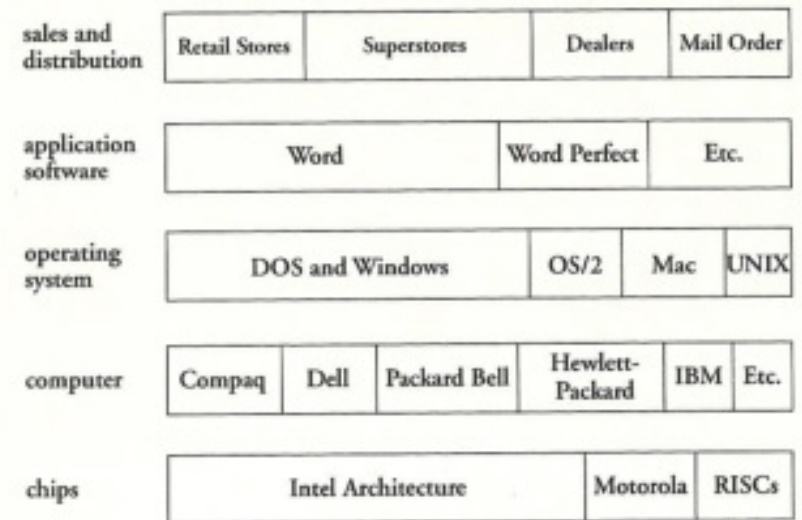 sales and
distribution
Retail Stores
Superstores
Dealers
Mail Order
application
software
Word
Word Perfect
Etc.
operating
system
DOS and Windows
OS/2
Mac
UNIX
computer
Compaq
Dell
Packard Bell
Hewlett-
Packard
IBM
Etc.
chips
Intel Architecture
Motorola
RISCs